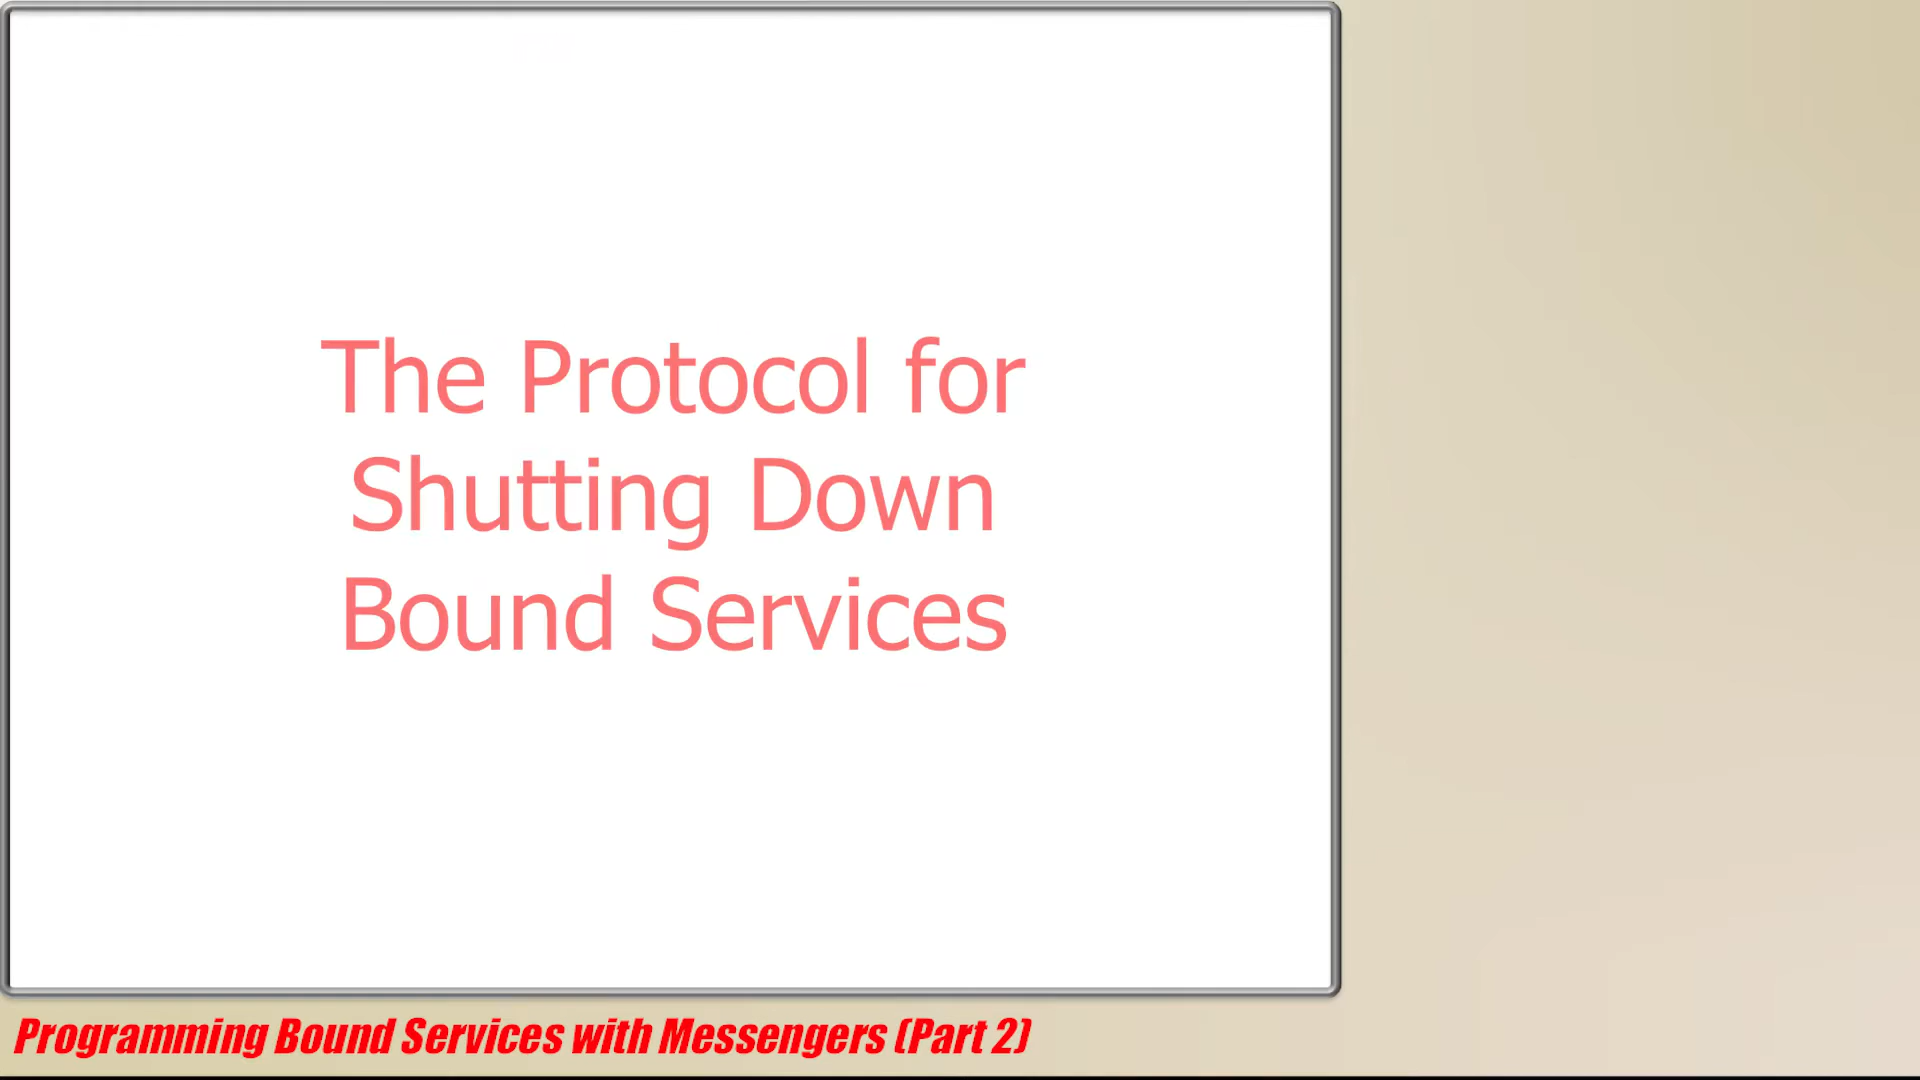 The Protocol for
Shutting Down
Bound Services
Programming Bound Services with Messengers (Part 2)